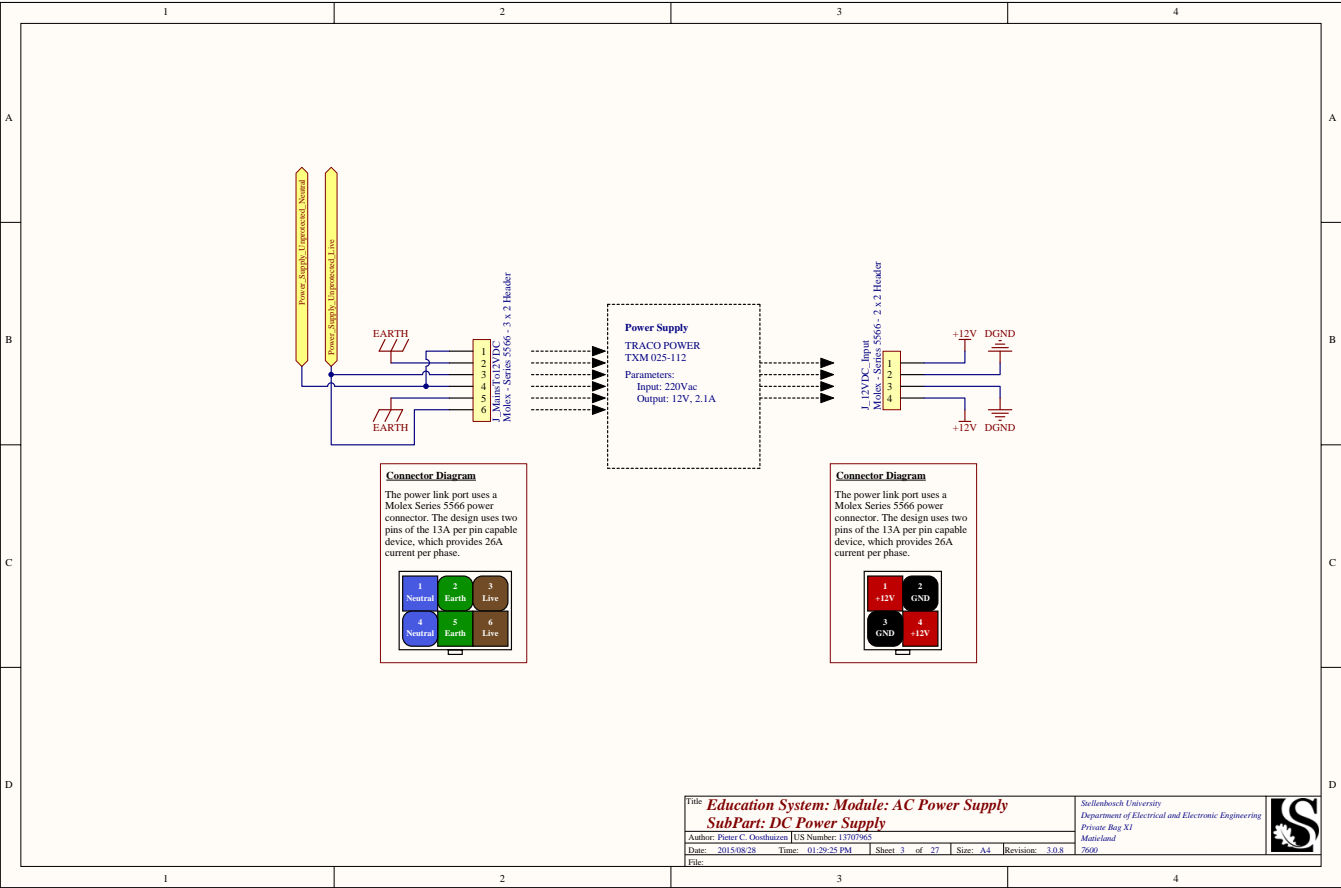 1 2 3 4
A A
Power_Supply_Unprotected_Neutral
Power_Supply_Unprotected_Live
B B
EARTH
1
2
3
4
5
6
EARTH
J_MainsTo12VDC
Molex - Series 5566 - 3 x 2 Header
Power Supply
TRACO POWER
TXM 025-112
Parameters:
Input: 220Vac
Output: 12V, 2.1A
J_12VDC_Input
Molex - Series 5566 - 2 x 2 Header
1
2
3
4
+12V DGND
+12V DGND
Connector Diagram
The power link port uses a
Molex Series 5566 power
connector. The design uses two
pins of the 13A per pin capable
device, which provides 26A
current per phase.
1 2 3
Neutral Earth Live
4 5 6
Neutral Earth Live
Connector Diagram
The power link port uses a
Molex Series 5566 power
connector. The design uses two
pins of the 13A per pin capable
device, which provides 26A
current per phase.
1 2
+12V GND
3 4
GND +12V
C C
D D
Title Education System: Module: AC Power Supply
SubPart: DC Power Supply
Author: Pieter C. Oosthuizen US Number: 13707965
Date: 2015/08/28 Time: 01:29:25 PM Sheet 3 of 27 Size: A4 Revision: 3.0.8
File:
Stellenbosch University
Department of Electrical and Electronic Engineering
Private Bag X1
Matieland
7600
S
1 2 3 4